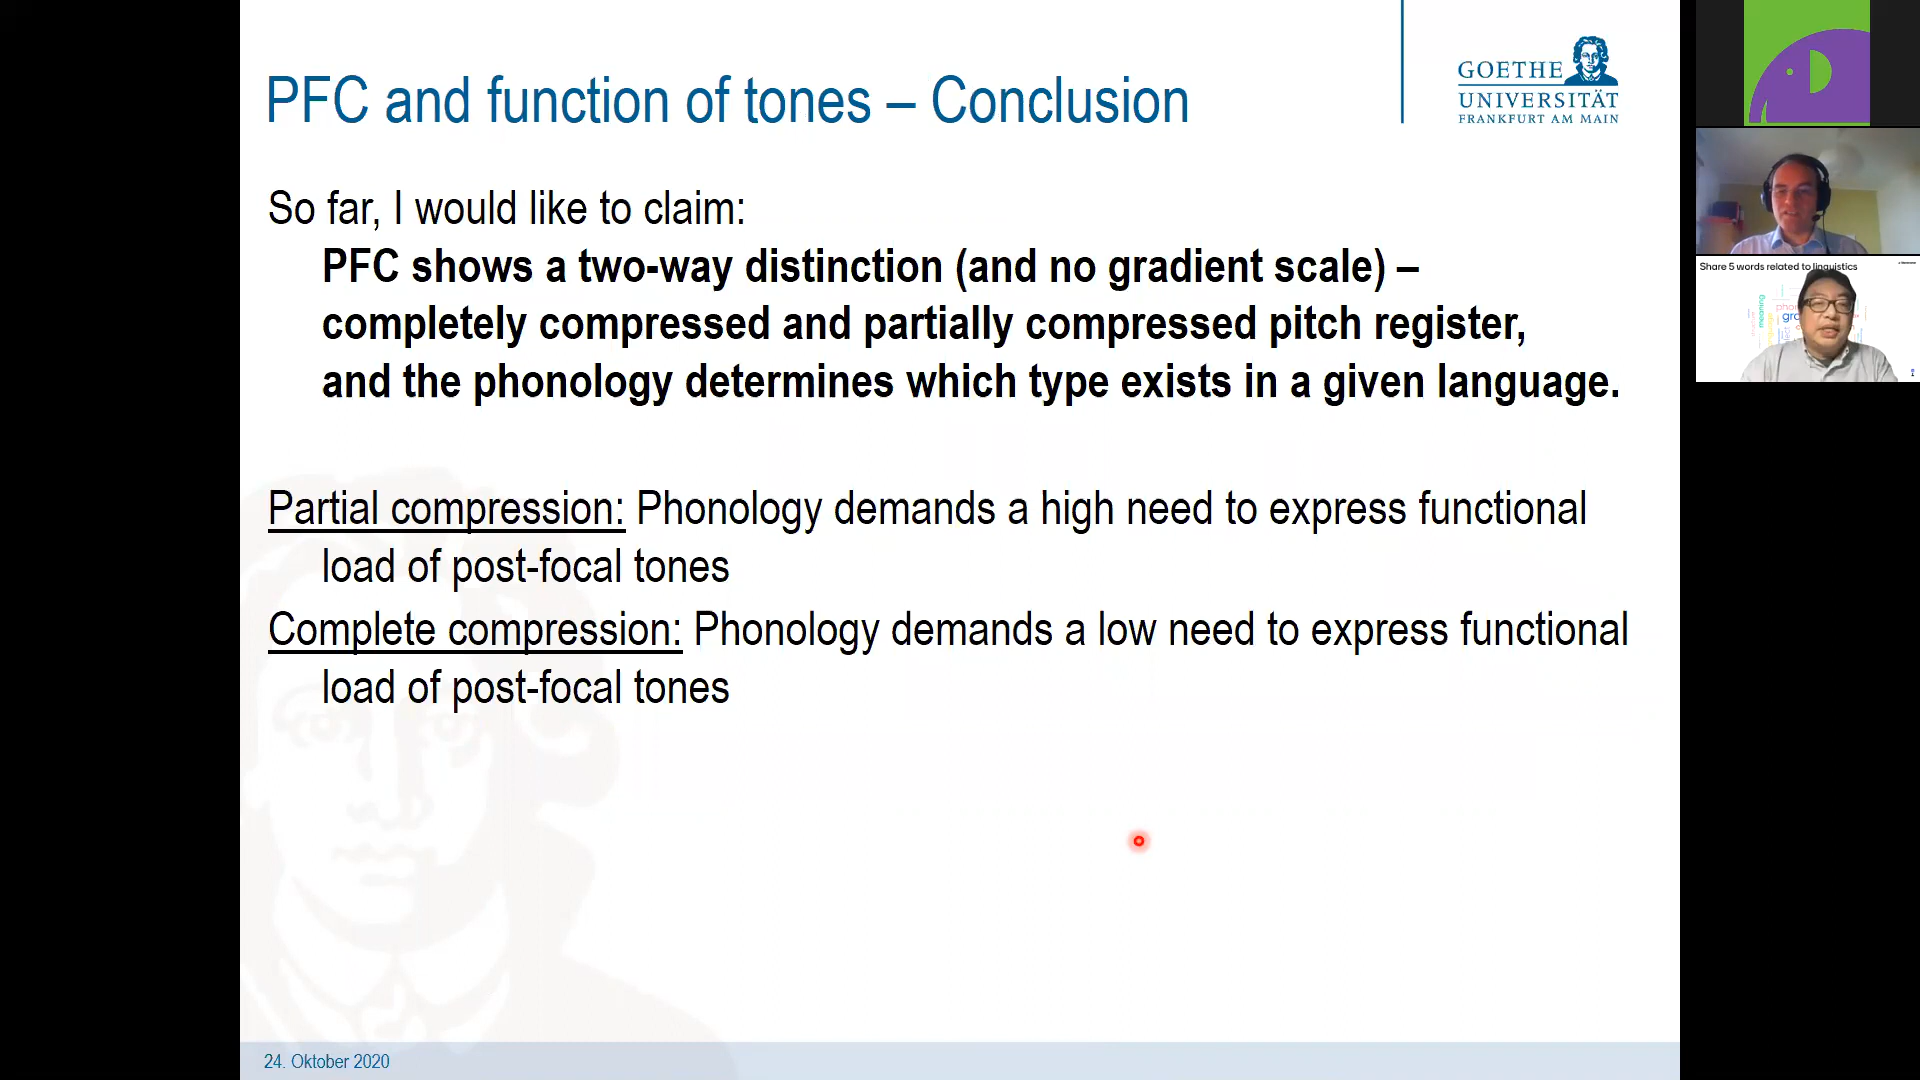 PFC and function of tones – Conclusion
GOETHE
UNIVERSITÄT
FRANKFURT AM MAIN
So far, I would like to claim:
PFC shows a two-way distinction (and no gradient scale) –
completely compressed and partially compressed pitch register,
and the phonology determines which type exists in a given language.
Partial compression: Phonology demands a high need to express functional
load of post-focal tones
Complete compression: Phonology demands a low need to express functional
load of post-focal tones
24. Oktober 2020
Share 5 words related to linguistics
meaning